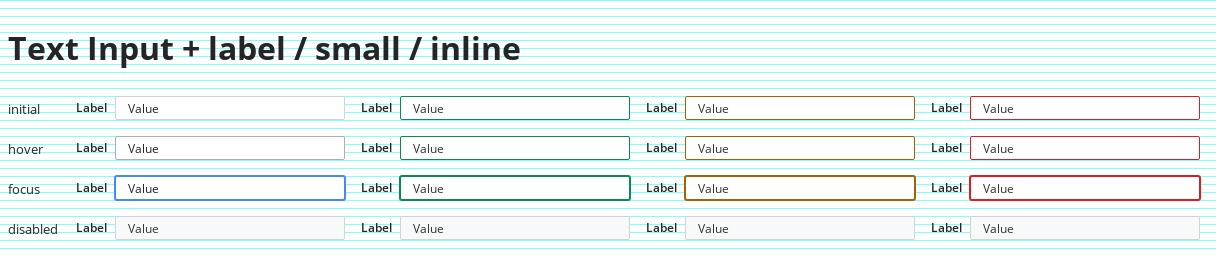 Text Input + label / small / inline
initial Label Value Label Value Label Value Label Value
hover Label Value Label Value Label Value Label Value
focus Label Value Label Value Label Value Label Value
disabled Label Value Label Value Label Value Label Value